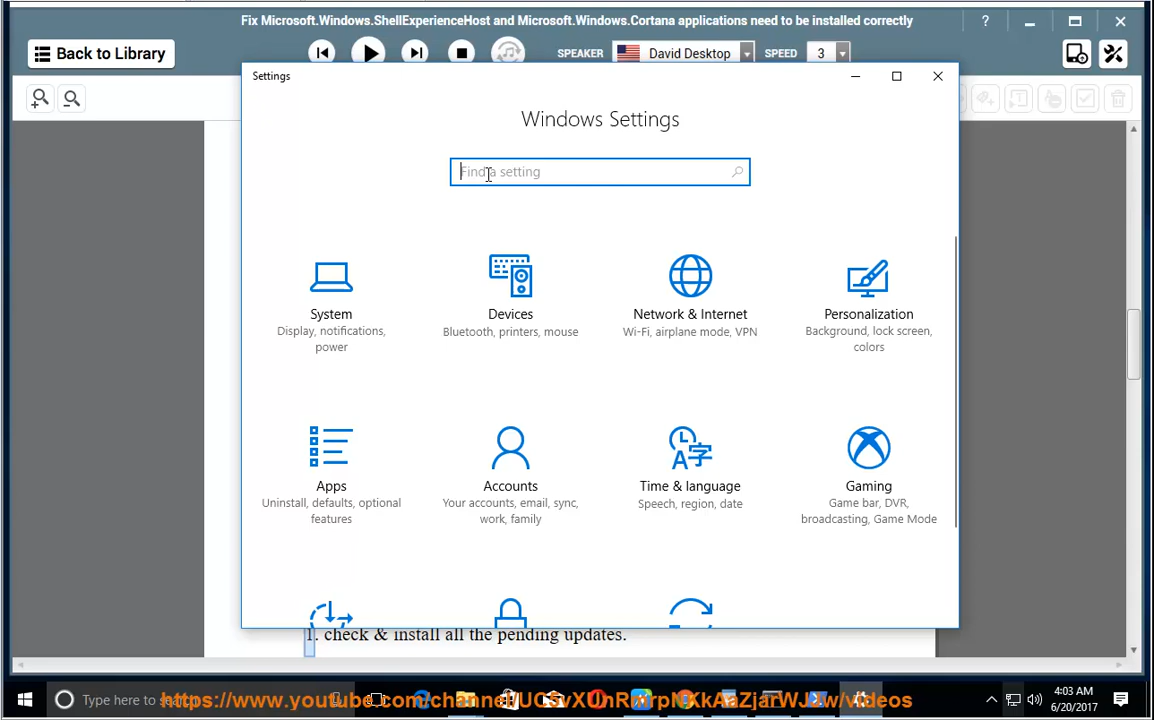 Fix Microsoft.Windows.ShellExperienceHost and Microsoft.Windows.Cortana applications need to be installed correctly
?
Back to Library
SPEAKER
David Desktop
SPEED
3
Settings
Windows Settings
Find a setting
System
Display, notifications,
power
Devices
Bluetooth, printers, mouse
Network & Internet
Wi-Fi, airplane mode, VPN
Personalization
Background, lock screen,
colors
Apps
Uninstall, defaults, optional
features
Accounts
Your accounts, email, sync,
work, family
Time & language
Speech, region, date
Gaming
Game bar, DVR,
broadcasting, Game Mode
1. check & install all the pending updates.
Type here to search
4:03 AM
6/20/2017